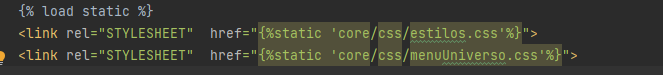 {% load static %}
<link rel="STYLESHEET"  href="{%static 'core/css/estilos.css'%}">
<link rel="STYLESHEET"  href="{%static 'core/css/menuUniverso.css'%}">